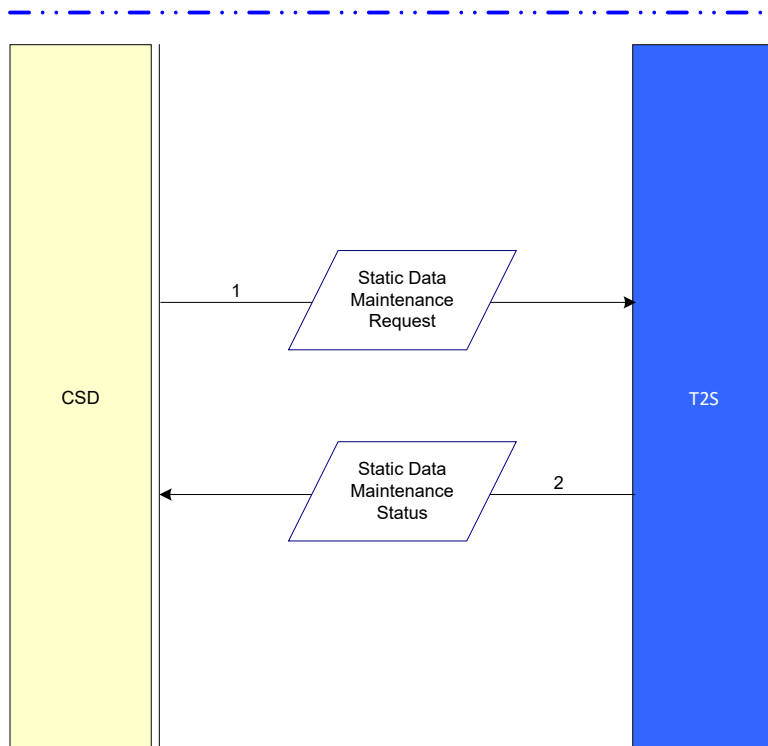 1
Static Data
Maintenance
Request
CSD
T2S
Static Data
Maintenance
Status
2